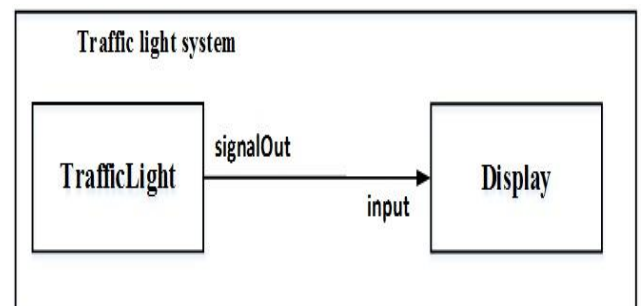 Traffic light system
signalOut
TrafficLight
Display
input